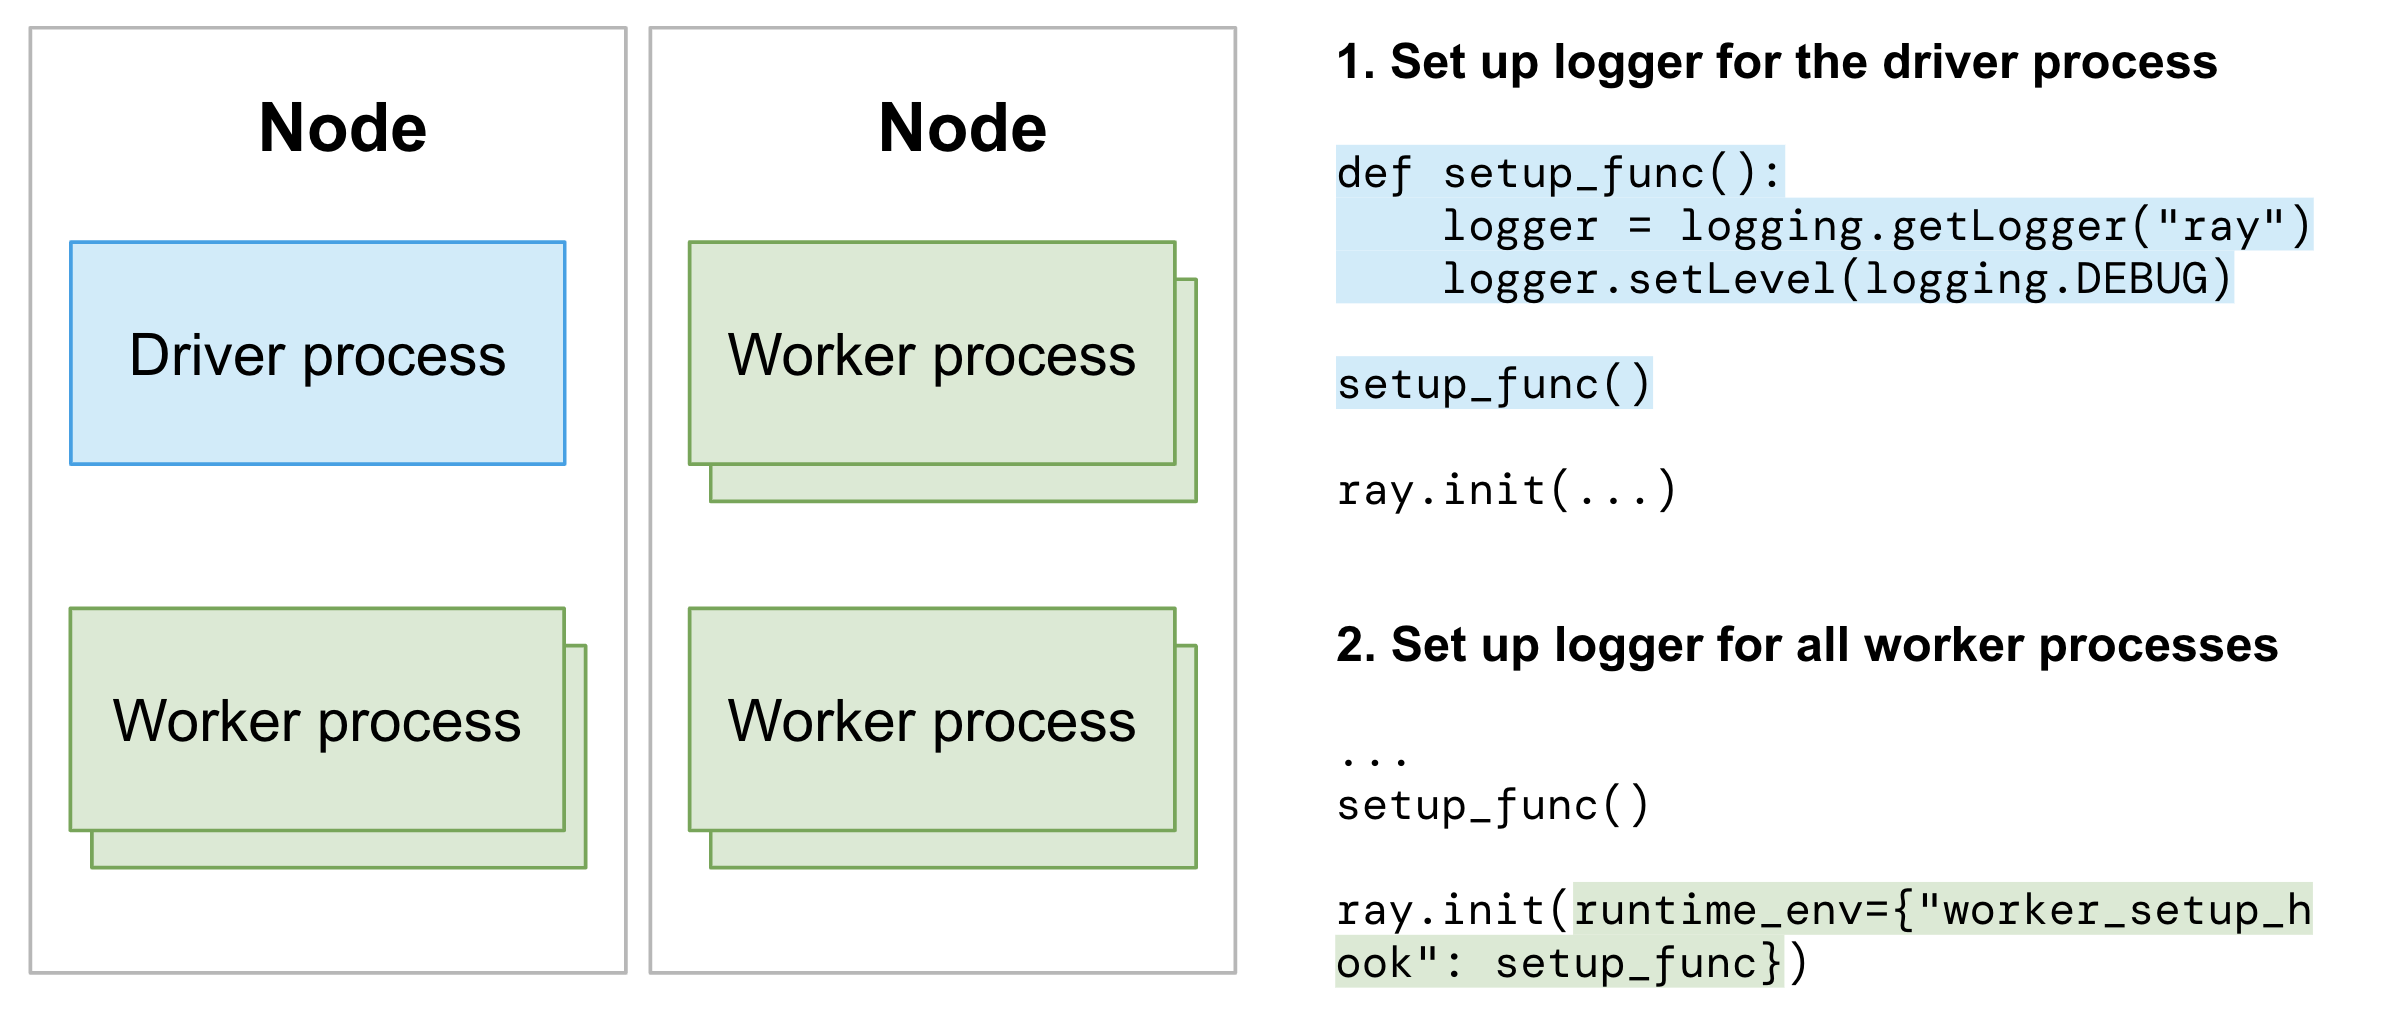 Node
Driver process
Worker process
Node
Worker process
Worker process
1. Set up logger for the driver process
def setup_func():
    logger = logging.getLogger("ray")
    logger.setLevel(logging.DEBUG)
setup_func()
ray.init(...)
2. Set up logger for all worker processes
...
setup_func()
ray.init(runtime_env={"worker_setup_h
ook": setup_func})